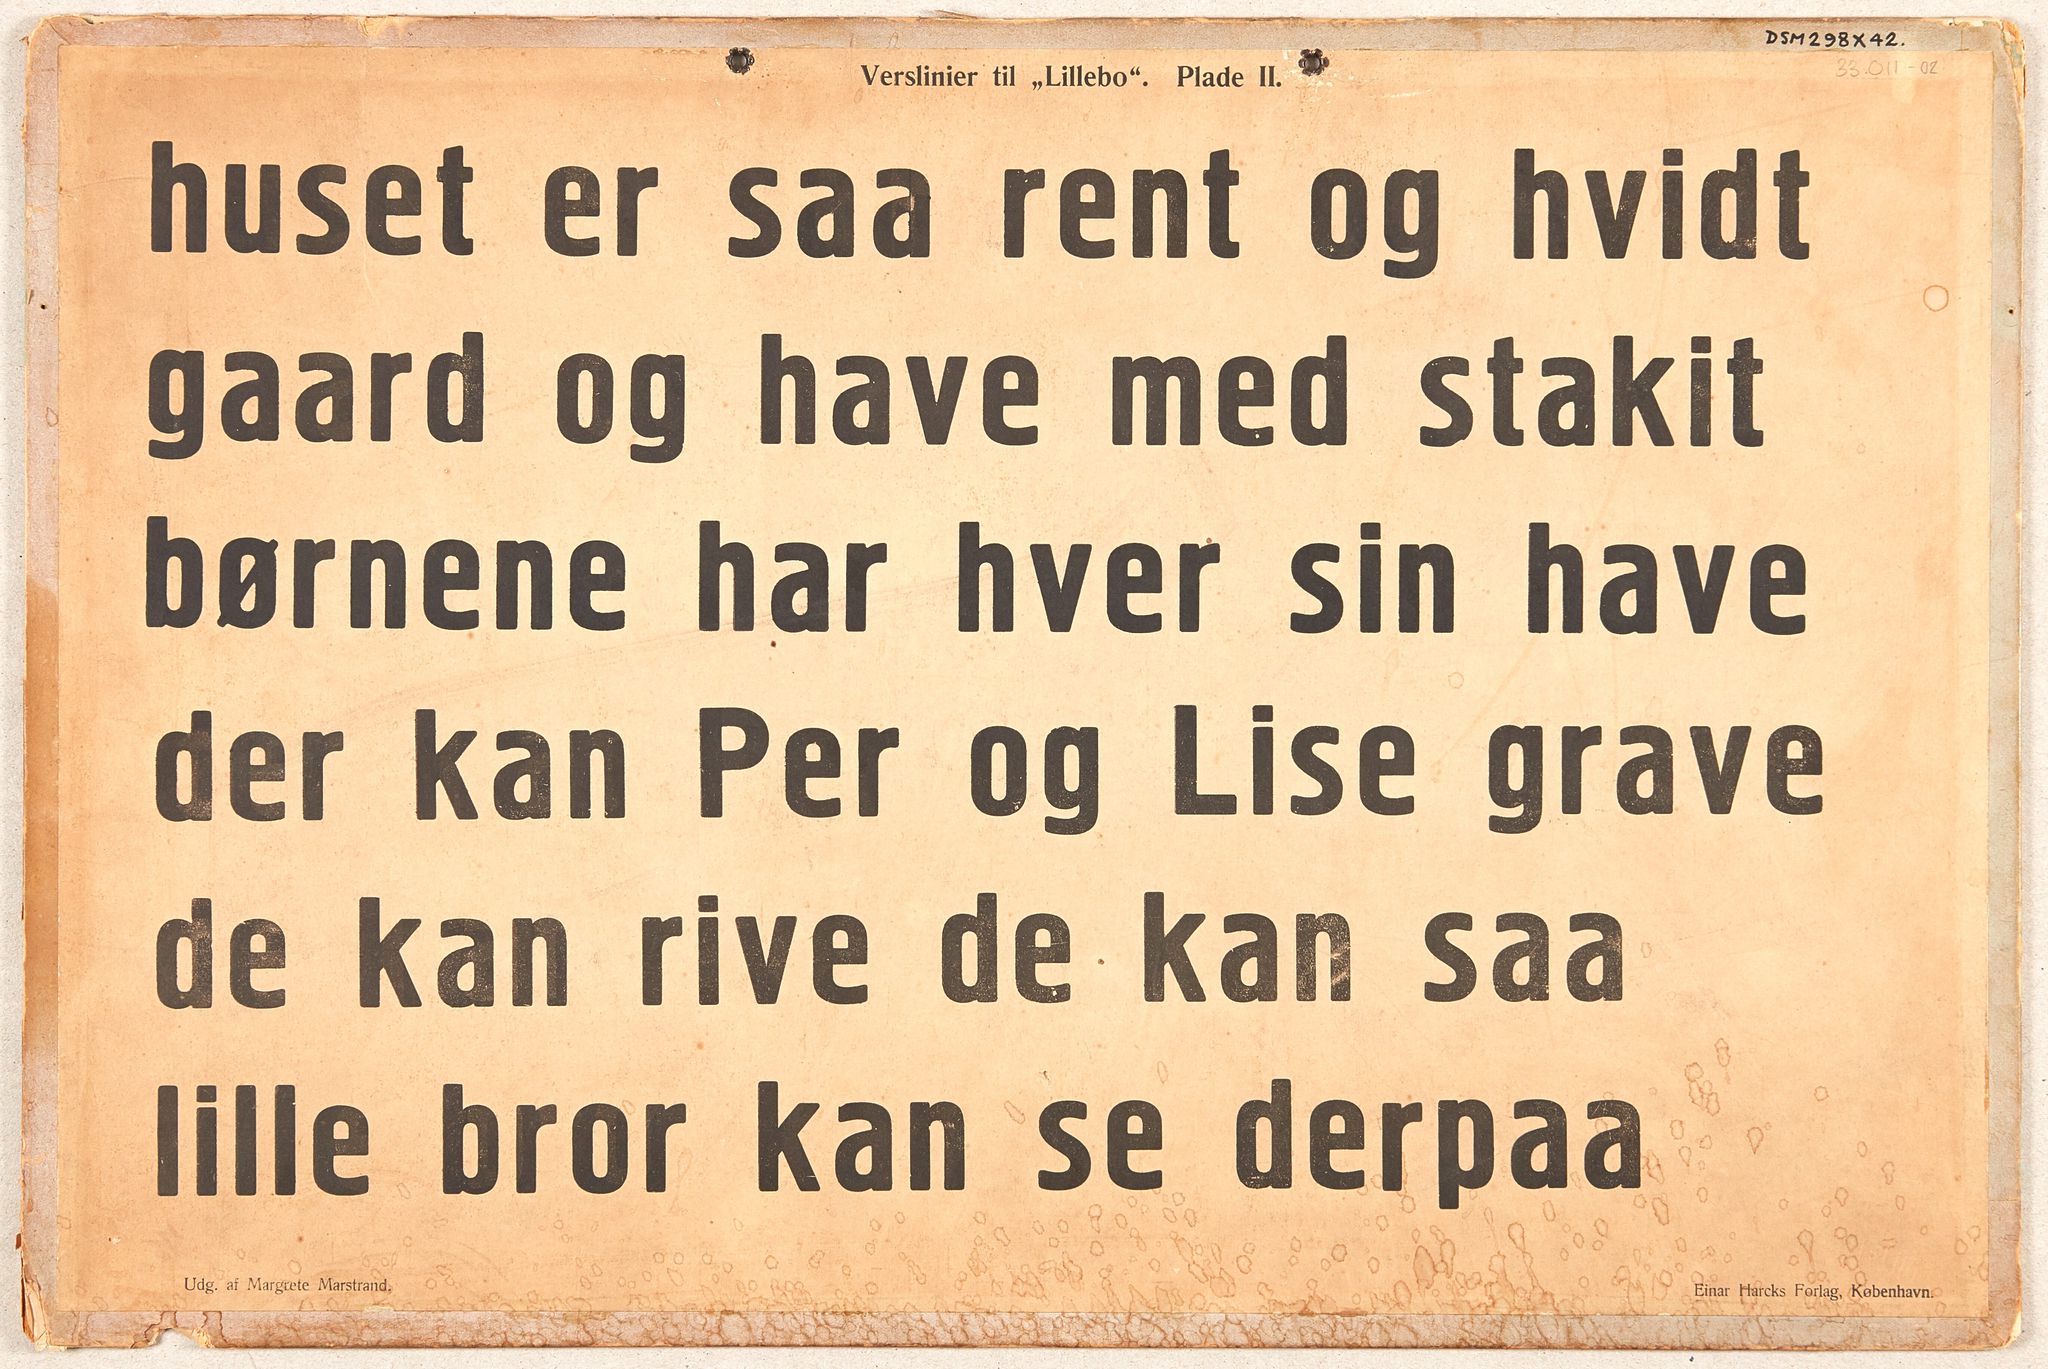 DSM298X42.
33.011-02
Verslinier til „Lillebo“. Plade II.
huset er saa rent og hvidt
gaard og have med stakit
børnene har hver sin have
der kan Per og Lise grave
de kan rive de kan saa
lille bror kan se derpaa
Udg. af Margrete Marstrand.
Einar Harcks Forlag, København.